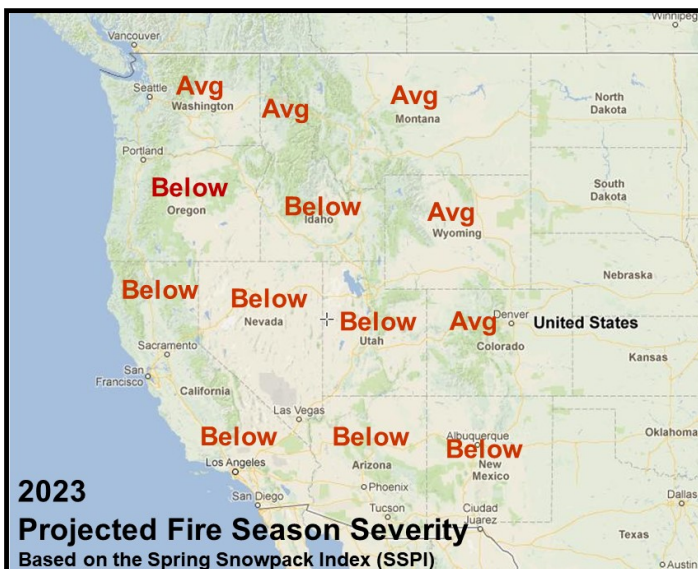 Winnipeg
Vancouver
Seattle
Avg
Washington
Avg
Avg
Montana
North
Dakota
Portland
Below
Oregon
Below
Idaho
Avg
Wyoming
South
Dakota
Below
Below
Nevada
Below
Utah
Avg
Denver
Colorado
United States
Nebraska
Sacramento
San
Francisco
California
Kansas
Las Vegas
Below
Los Angeles
Below
Arizona
Albuquerque
Below
New
Mexico
Oklahoma
Phoenix
San Diego
Tucson
Ciudad
Juarez
Dallas
Texas
Austin
2023
Projected Fire Season Severity
Based on the Spring Snowpack Index (SSPI)